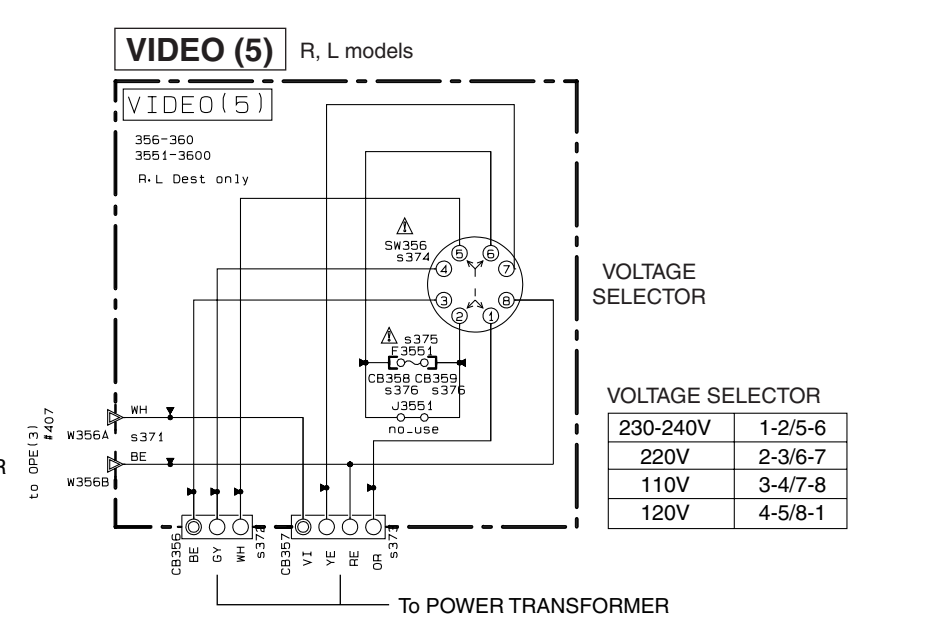 VIDEO (5) R, L models
VIDEO(5)
356-360
3551-3600
R.L Dest only
SW356
s374
5 6
4 7
3 8
2 1
VOLTAGE
SELECTOR
s375
F3551
CB358 CB359
s376 s376
J3551
no_use
VOLTAGE SELECTOR
230-240V 1-2/5-6
220V 2-3/6-7
110V 3-4/7-8
120V 4-5/8-1
to OPE(3)
#407
W356A
WH
s371
BE
W356B
R
CB356
BE
GY
WH
s372
CB357
VI
YE
RE
OR
s373
To POWER TRANSFORMER